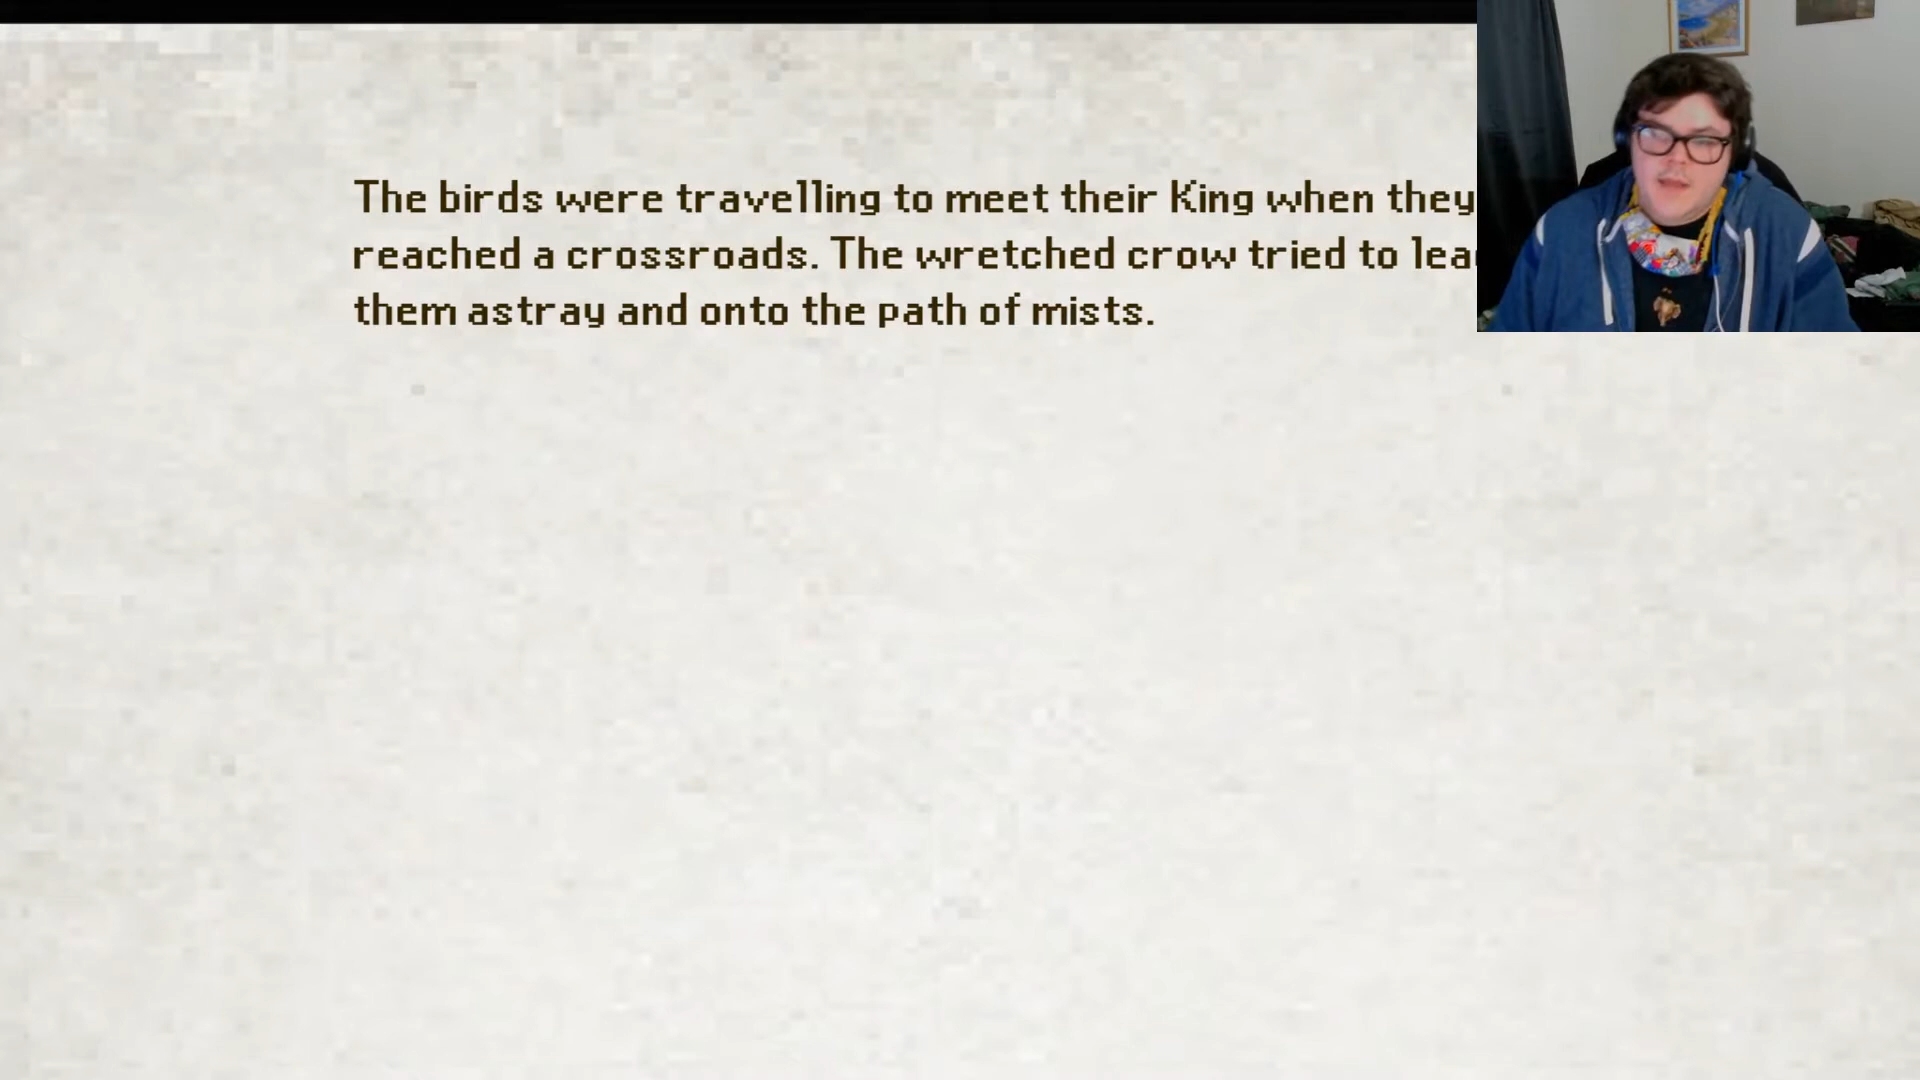 The birds were travelling to meet their King when they
reached a crossroads. The wretched crow tried to
them astray and onto the path of mists.